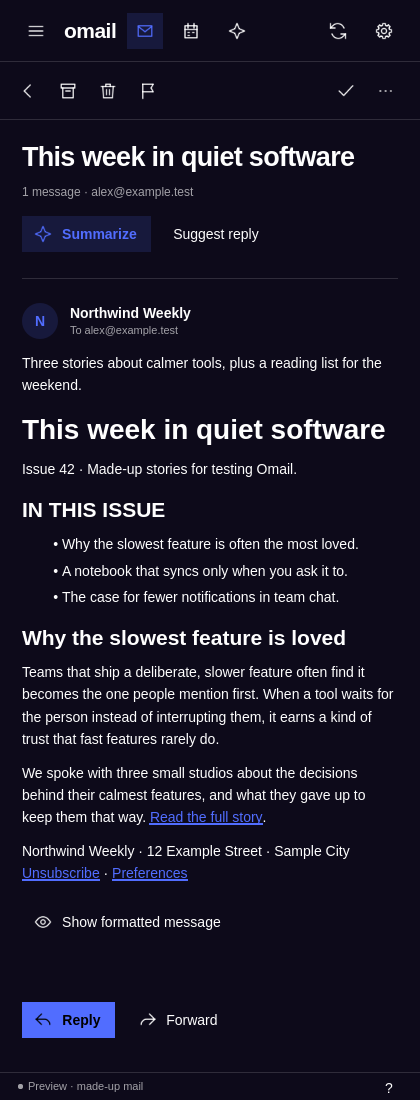 omail
This week in quiet software
1 message · alex@example.test
Summarize
Suggest reply
N
Northwind Weekly
To alex@example.test
Three stories about calmer tools, plus a reading list for the
weekend.
This week in quiet software
Issue 42 · Made-up stories for testing Omail.
IN THIS ISSUE
• Why the slowest feature is often the most loved.
• A notebook that syncs only when you ask it to.
• The case for fewer notifications in team chat.
Why the slowest feature is loved
Teams that ship a deliberate, slower feature often find it
becomes the one people mention first. When a tool waits for
the person instead of interrupting them, it earns a kind of
trust that fast features rarely do.
We spoke with three small studios about the decisions
behind their calmest features, and what they gave up to
keep them that way. Read the full story.
Northwind Weekly · 12 Example Street · Sample City
Unsubscribe · Preferences
Show formatted message
Reply
Forward
Preview · made-up mail
?